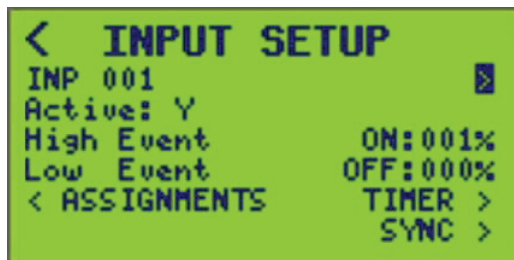 < INPUT SETUP
INP 001 >
Active: Y
High Event ON:001%
Low Event OFF:000%
< ASSIGNMENTS TIMER >
SYNC >